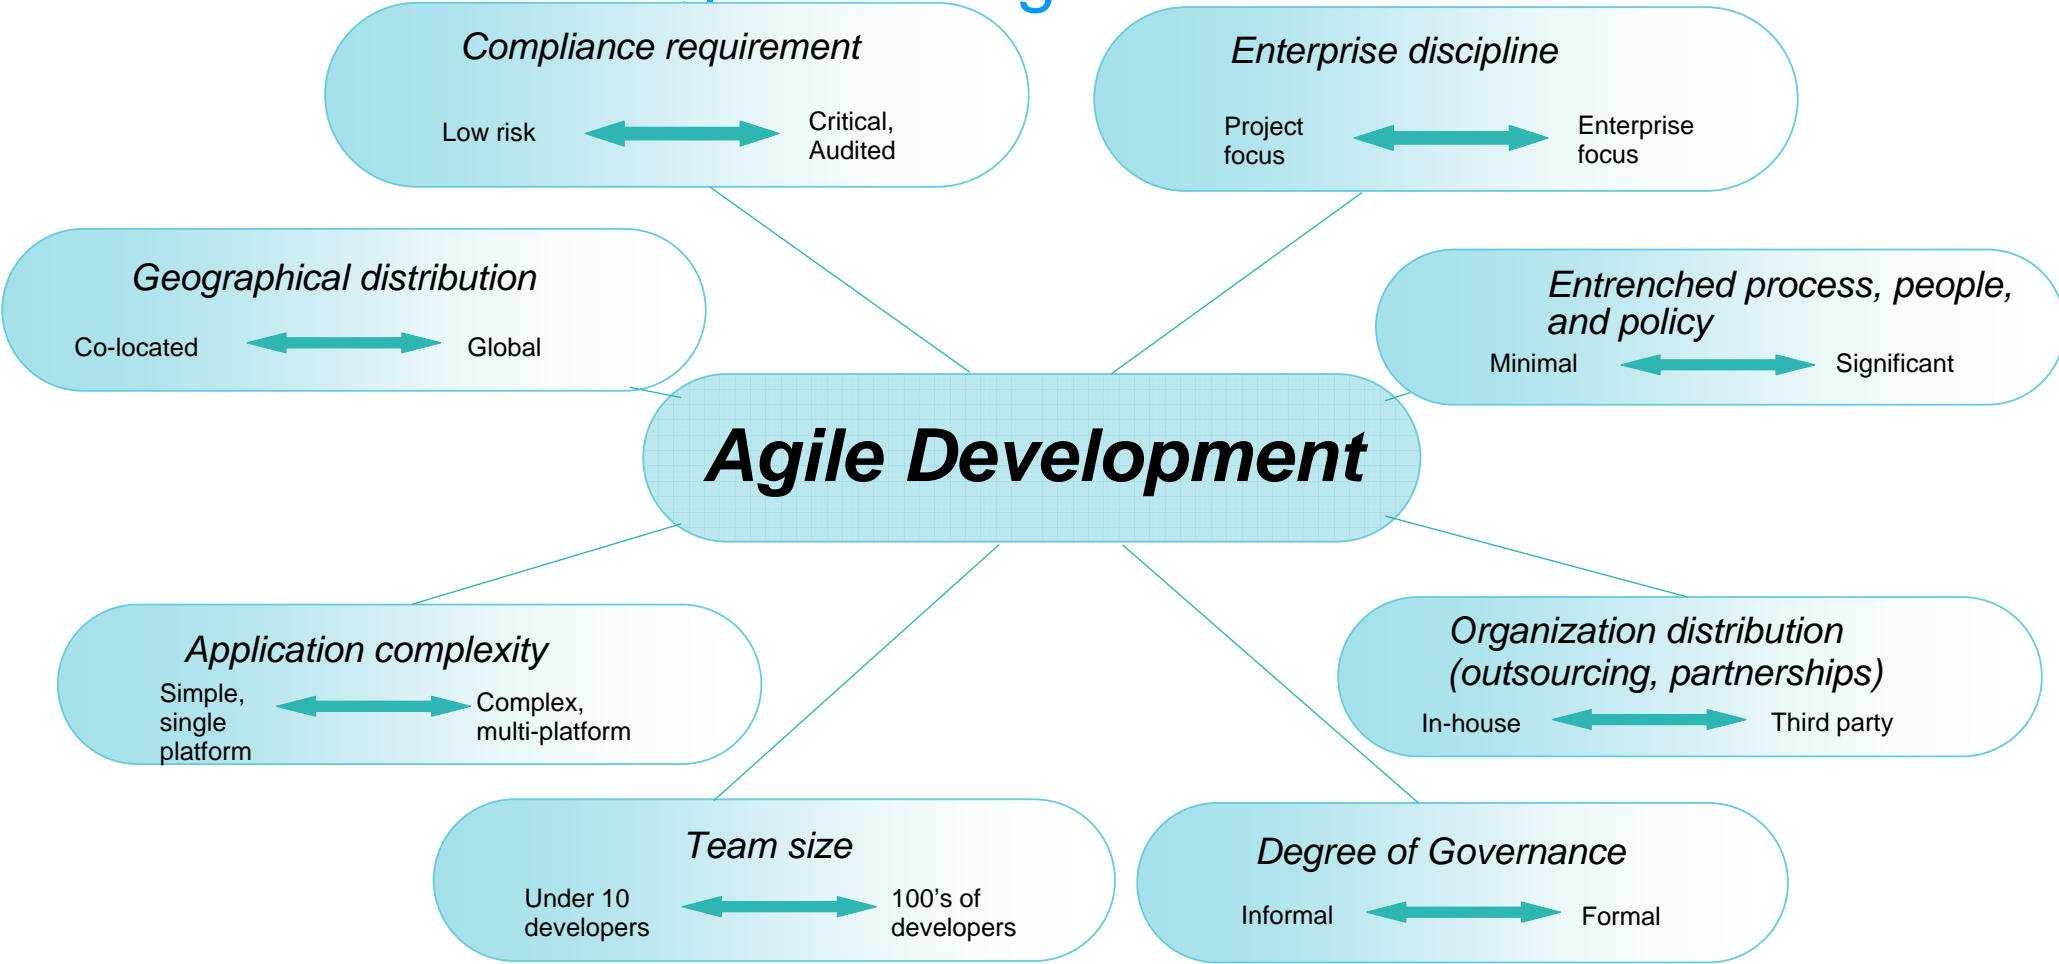 Compliance requirement
Low risk
Critical,
Audited
Enterprise discipline
Project
focus
Enterprise
focus
Geographical distribution
Co-located
Global
Entrenched process, people,
and policy
Minimal
Significant
Agile Development
Application complexity
Simple,
single
platform
Complex,
multi-platform
Organization distribution
(outsourcing, partnerships)
In-house
Third party
Team size
Under 10
developers
100’s of
developers
Degree of Governance
Informal
Formal